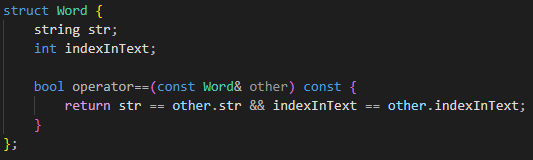 struct Word {
    string str;
    int indexInText;

    bool operator==(const Word& other) const {
        return str == other.str && indexInText == other.indexInText;
    }
};